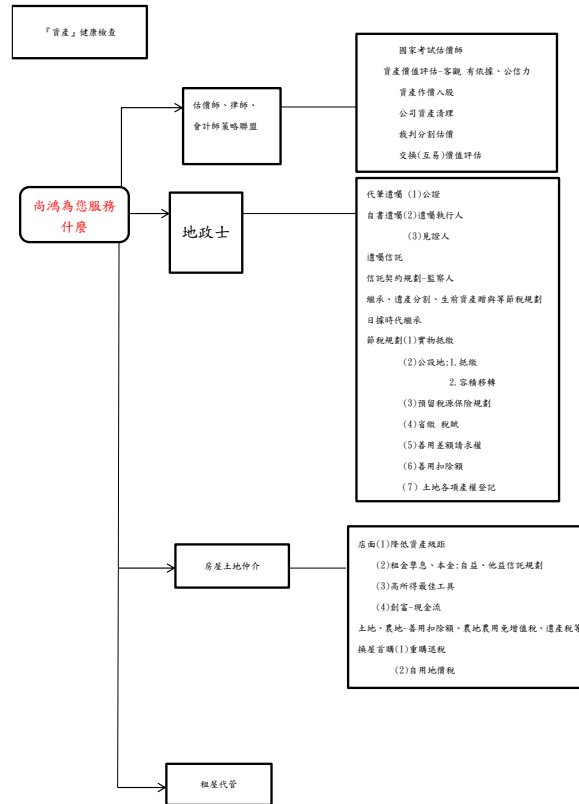 『資產』健康檢查
國家考試估價師
資產價值評估-客觀 有依據、公信力
資產作價入股
公司資產清理
裁判分割估價
交換(互易)價值評估
估價師、律師、
會計師策略聯盟
尚鴻為您服務
什麼
地政士
代筆遺囑 (1)公證
自書遺囑(2)遺囑執行人
(3)見證人
遺囑信託
信託契約規劃-監察人
繼承、遺產分割、生前資產贈與等節稅規劃
日據時代繼承
節稅規劃(1)實物抵繳
(2)公設地:1.抵繳
2.容積移轉
(3)預留稅源保險規劃
(4)省繳 稅賦
(5)善用差額請求權
(6)善用扣除額
(7) 土地各項產權登記
房屋土地仲介
店面(1)降低資產級距
(2)租金孳息、本金:自益、他益信託規劃
(3)高所得最佳工具
(4)創富-現金流
土地、農地-善用扣除額、農地農用免增值稅、遺產稅等
換屋首購(1)重購退稅
(2)自用地價稅
租屋代管